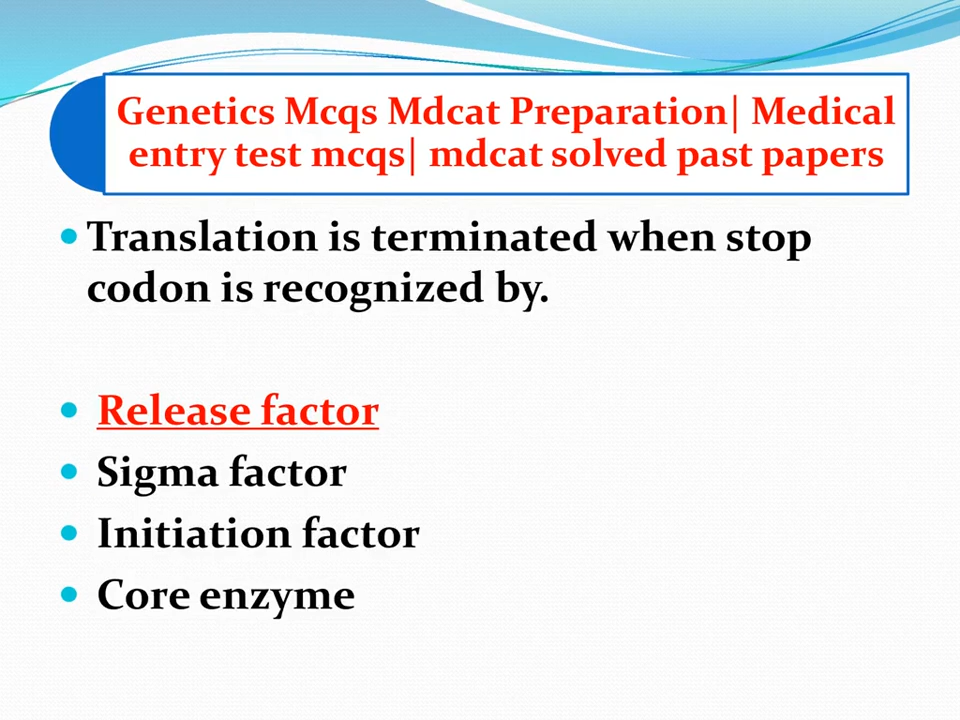 Genetics Mcqs Mdcat Preparation| Medical
entry test mcqs| mdcat solved past papers
Translation is terminated when stop
codon is recognized by.
Release factor
Sigma factor
Initiation factor
Core enzyme